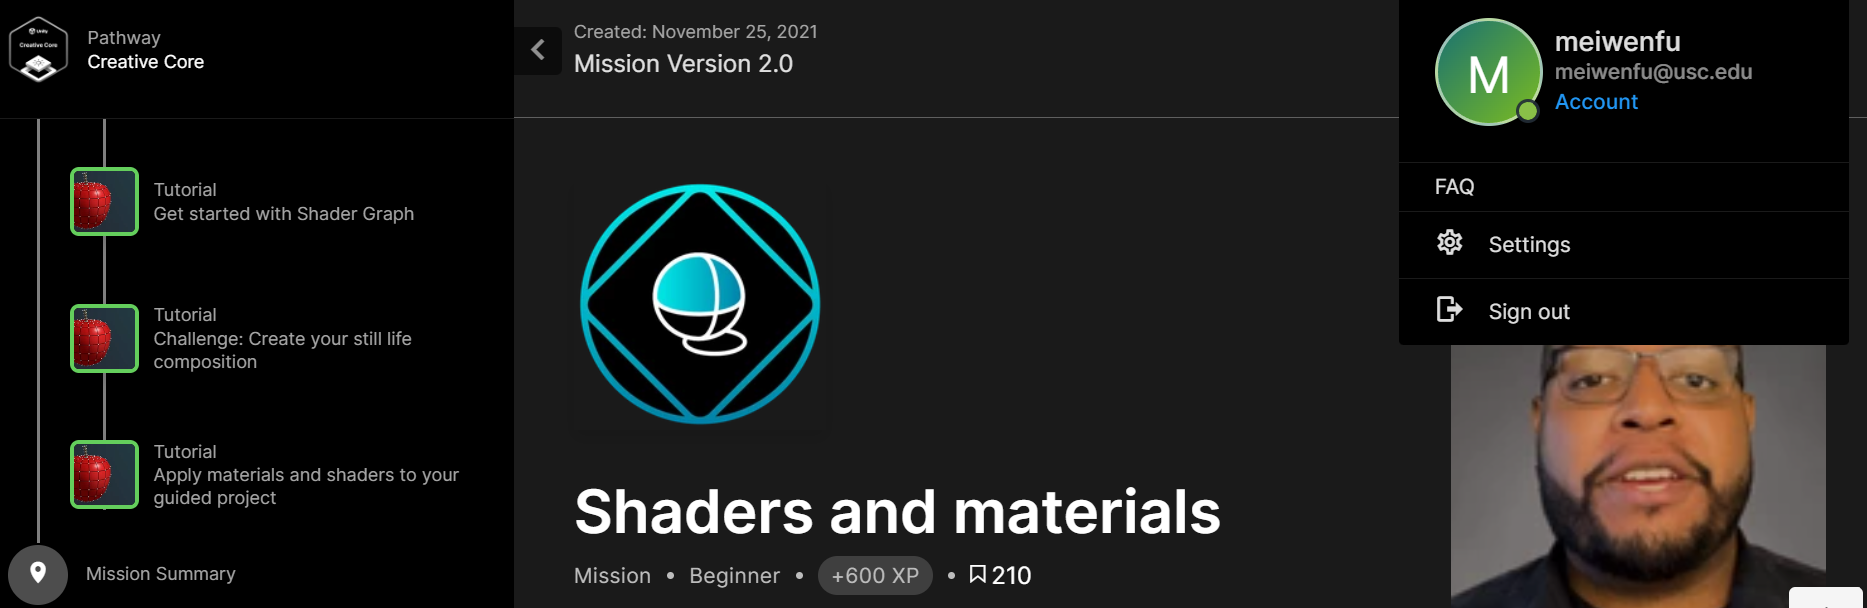 Unity
Creative Core
Pathway
Creative Core
Tutorial
Get started with Shader Graph
Tutorial
Challenge: Create your still life
composition
Tutorial
Apply materials and shaders to your
guided project
Mission Summary
Created: November 25, 2021
Mission Version 2.0
Shaders and materials
Mission • Beginner • +600 XP • 210
M
meiwenfu
meiwenfu@usc.edu
Account
FAQ
Settings
Sign out